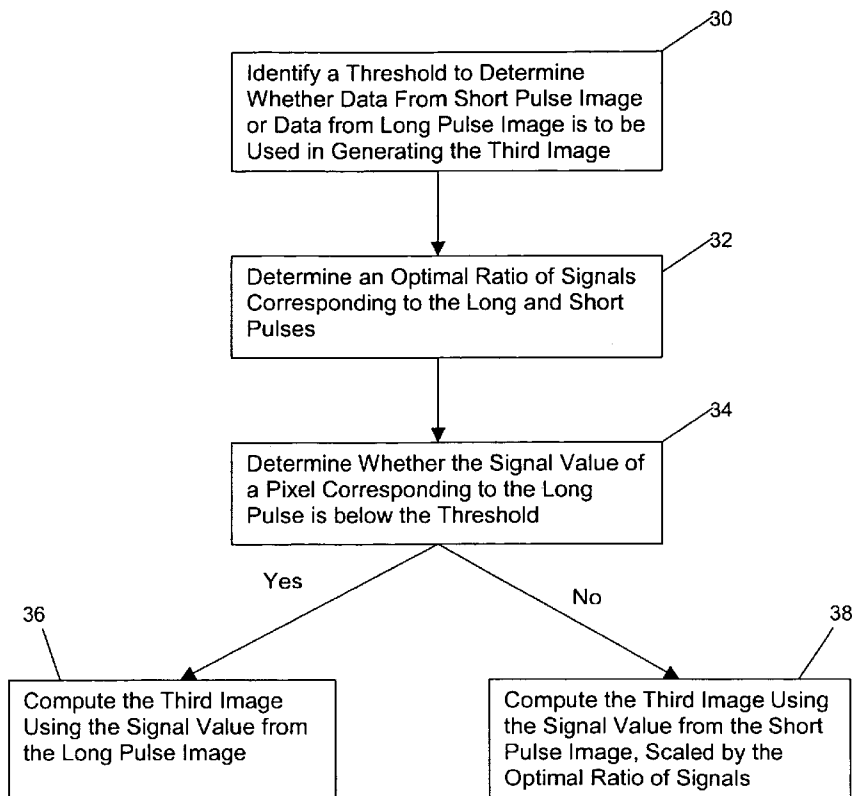 30
Identify a Threshold to Determine
Whether Data From Short Pulse Image
or Data from Long Pulse Image is to be
Used in Generating the Third Image
32
Determine an Optimal Ratio of Signals
Corresponding to the Long and Short
Pulses
34
Determine Whether the Signal Value of
a Pixel Corresponding to the Long
Pulse is below the Threshold
Yes
No
36
38
Compute the Third Image
Using the Signal Value from
the Long Pulse Image
Compute the Third Image Using
the Signal Value from the Short
Pulse Image, Scaled by the
Optimal Ratio of Signals